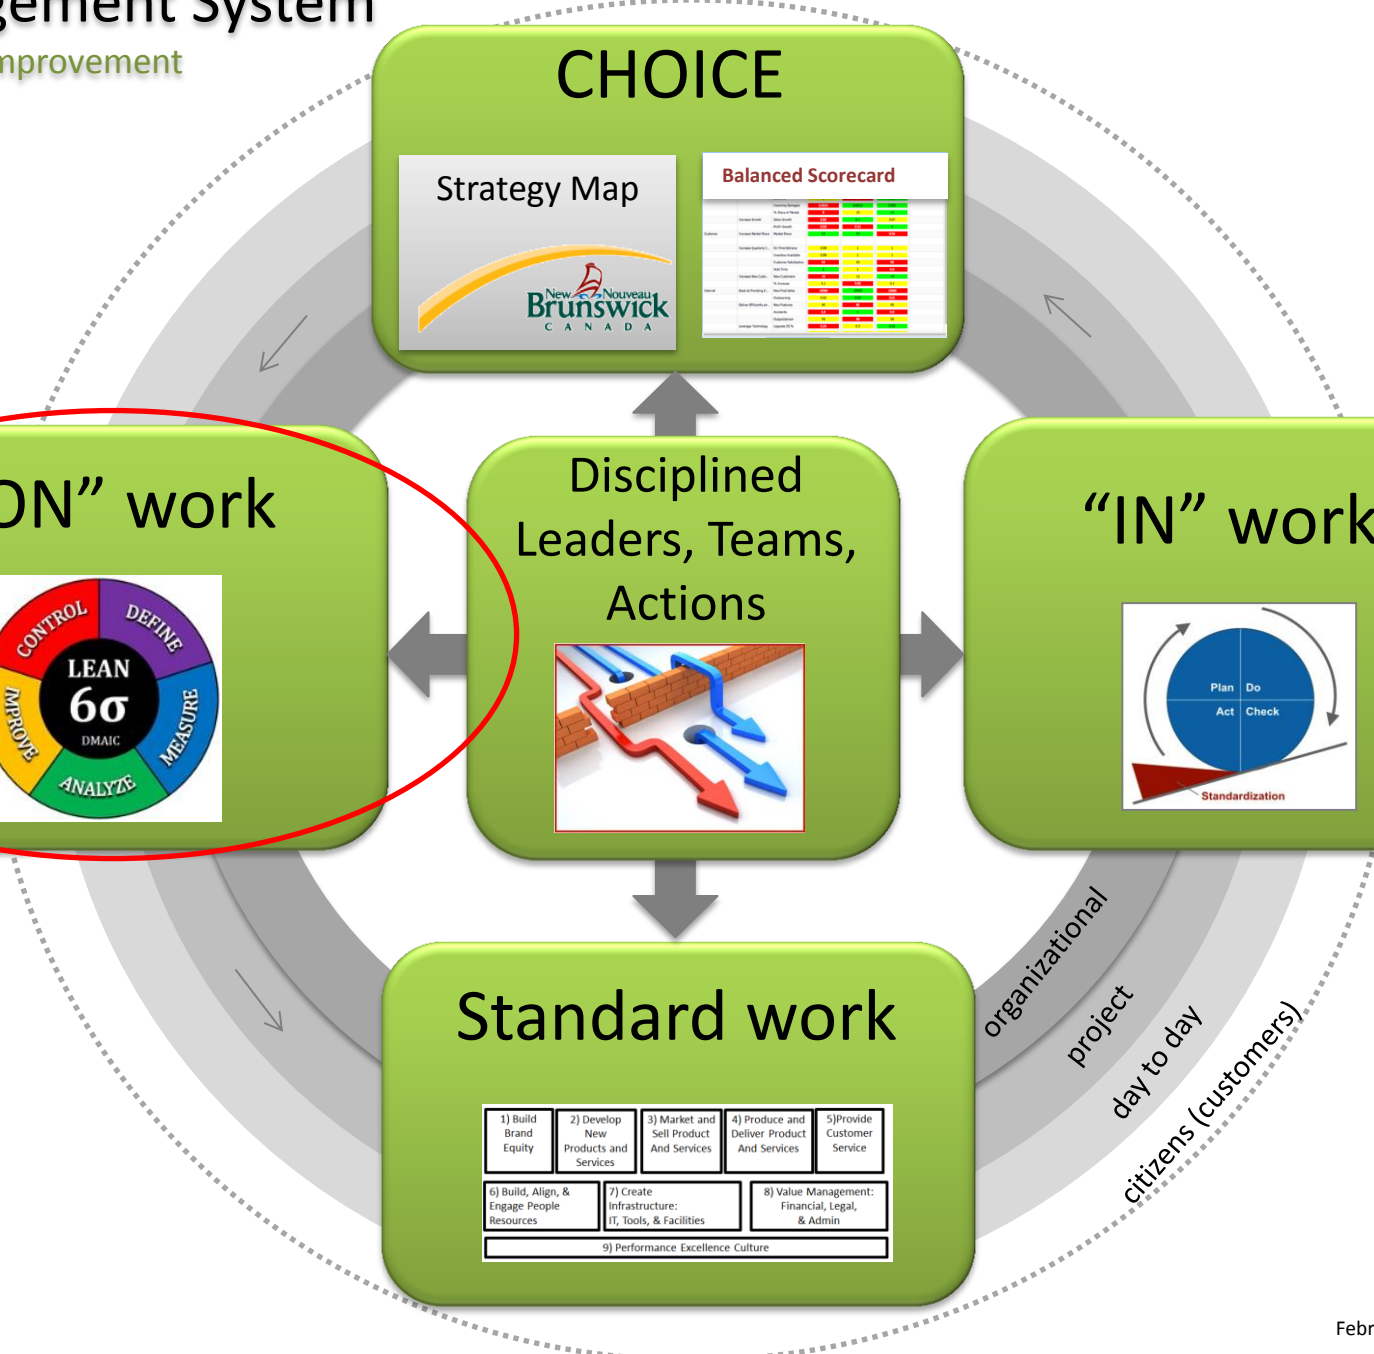 gement System
mprovement
CHOICE
Strategy Map
New Nouveau
Brunswick
CANADA
Balanced Scorecard
ON” work
CONTROL
DEFINE
MEASURE
ANALYZE
IMPROVE
LEAN
6σ
DMAIC
Disciplined
Leaders, Teams,
Actions
“IN” work
Plan Do
Act Check
Standardization
Standard work
1) Build
Brand
Equity
2) Develop
New
Products and
Services
3) Market and
Sell Product
And Services
4) Produce and
Deliver Product
And Services
5)Provide
Customer
Service
6) Build, Align, &
Engage People
Resources
7) Create
Infrastructure:
IT, Tools, & Facilities
8) Value Management:
Financial, Legal,
& Admin
9) Performance Excellence Culture
organizational
project
day to day
citizens (customers)
Febr